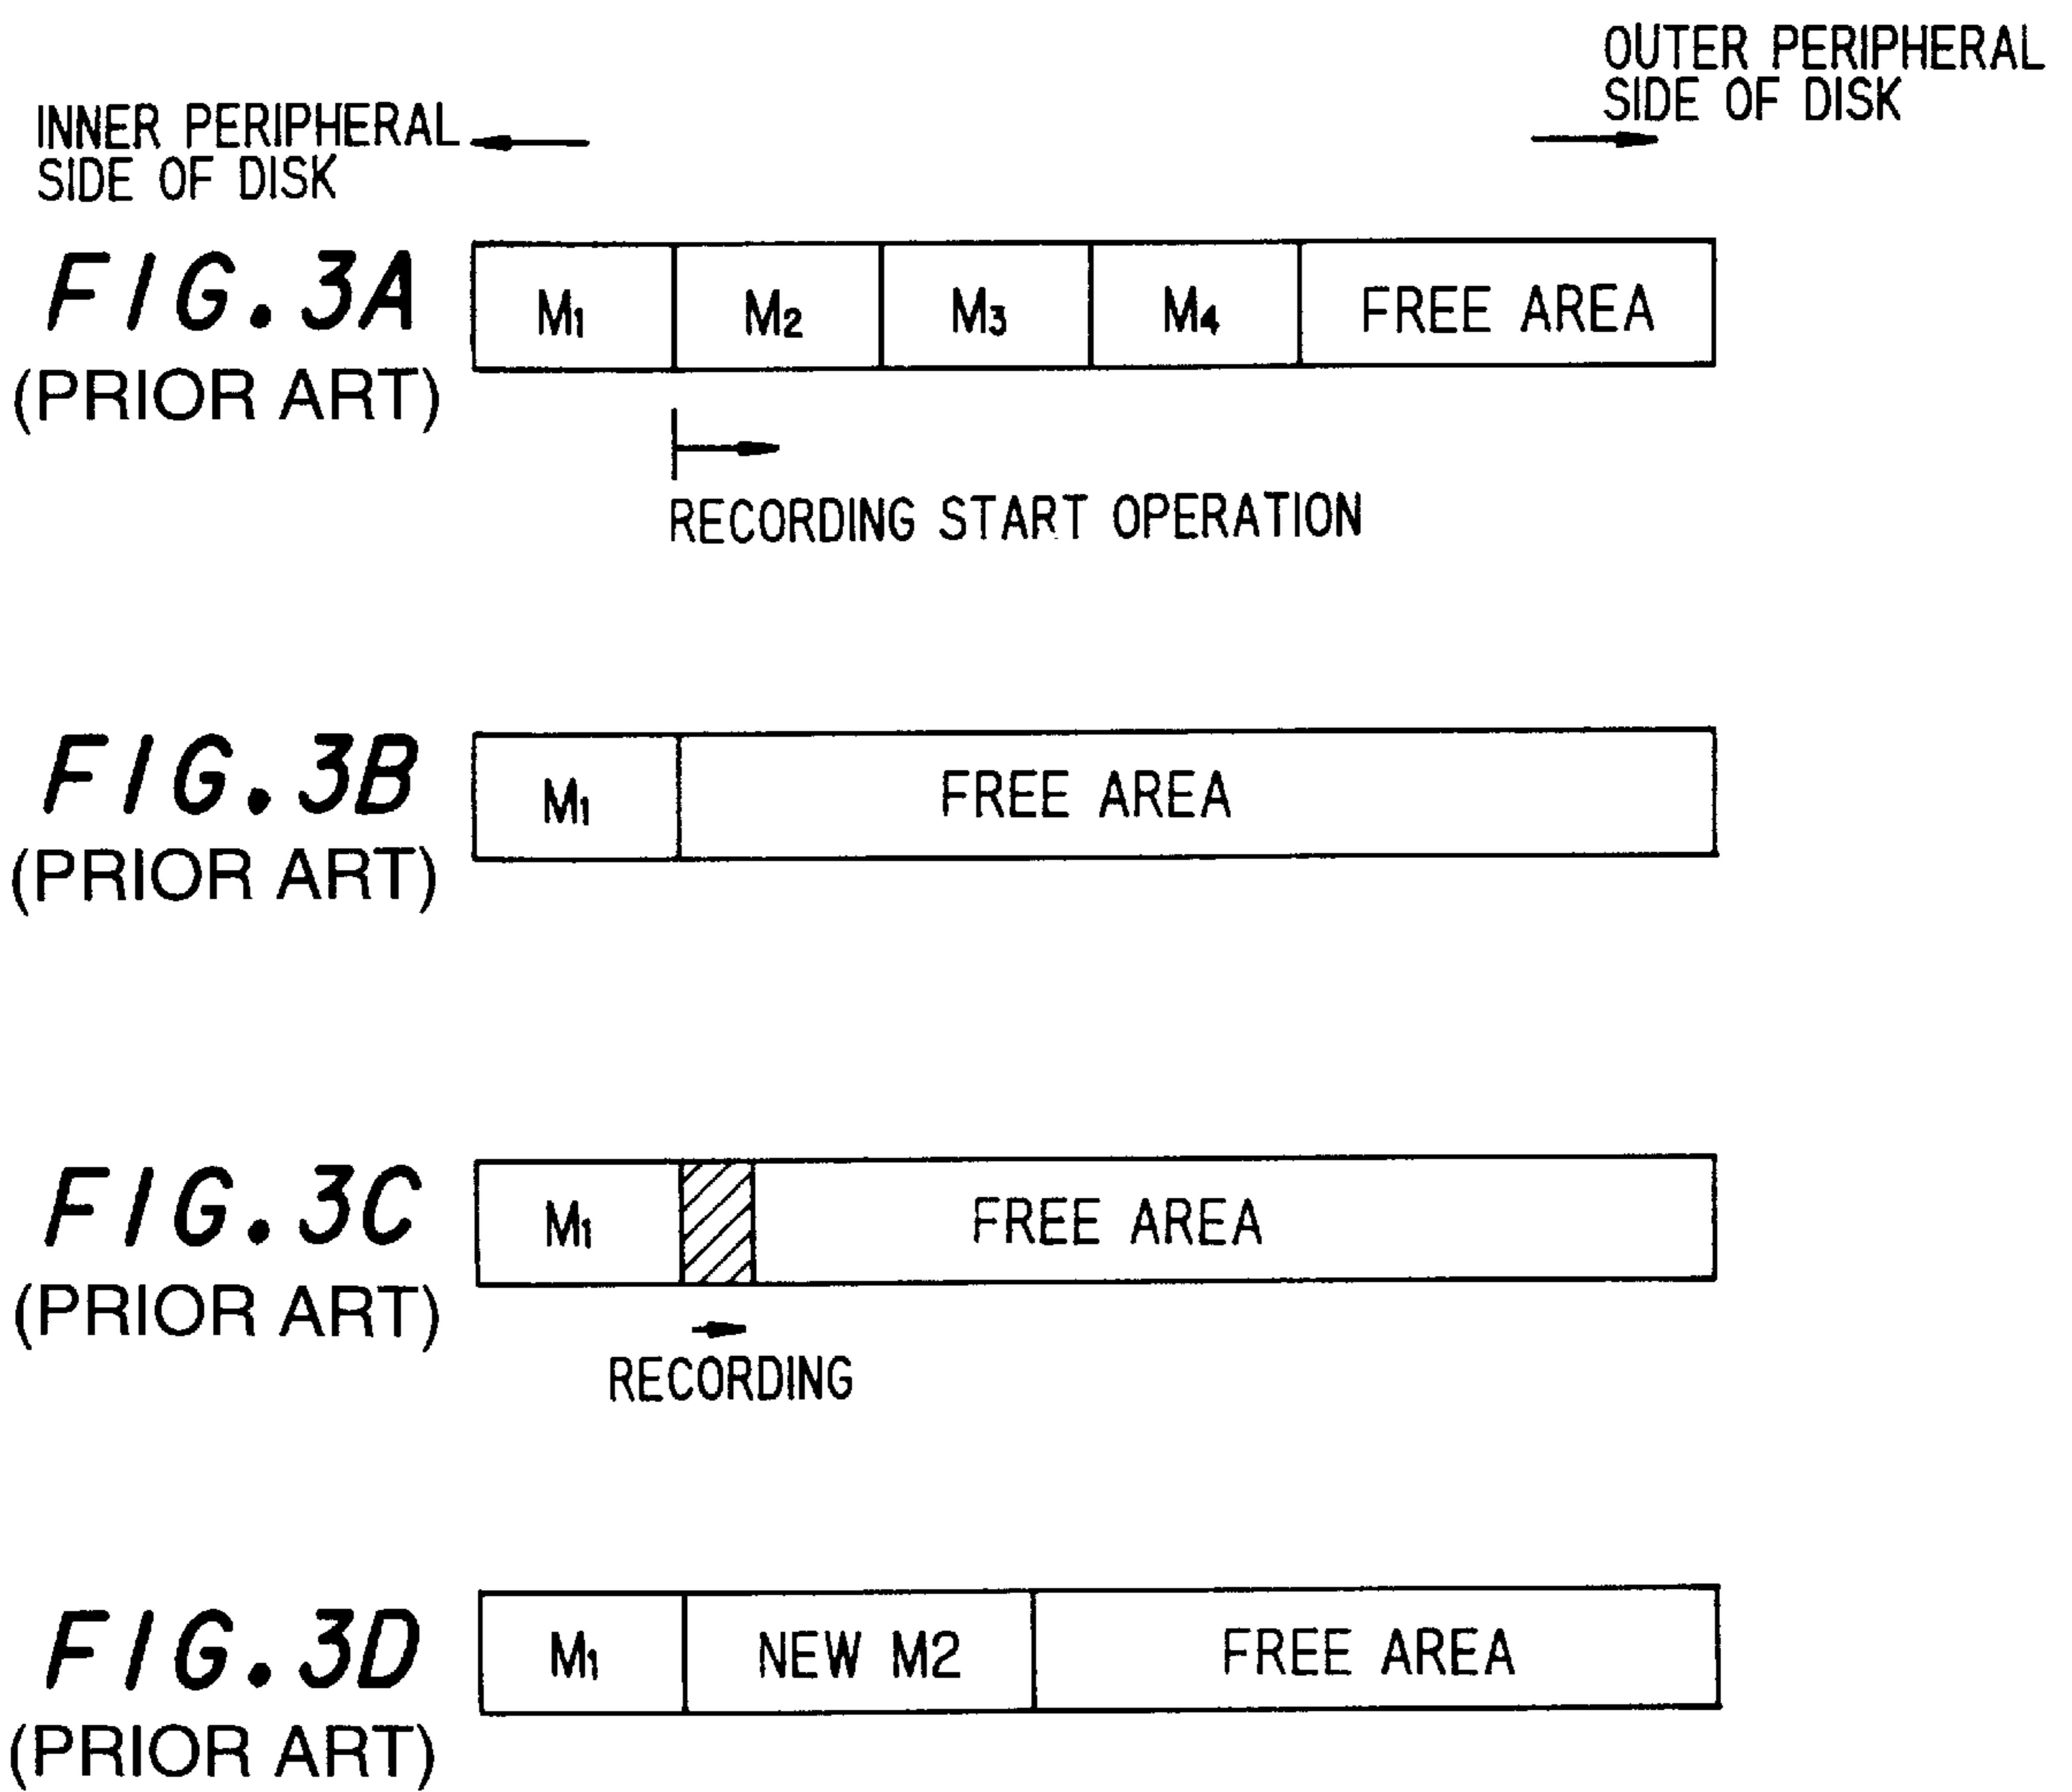 OUTER PERIPHERAL
SIDE OF DISK
INNER PERIPHERAL
SIDE OF DISK
FIG.3A
(PRIOR ART)
M1
M2
M3
M4
FREE AREA
RECORDING START OPERATION
FIG.3B
(PRIOR ART)
M1
FREE AREA
FIG.3C
(PRIOR ART)
M1
FREE AREA
RECORDING
FIG.3D
(PRIOR ART)
M1
NEW M2
FREE AREA